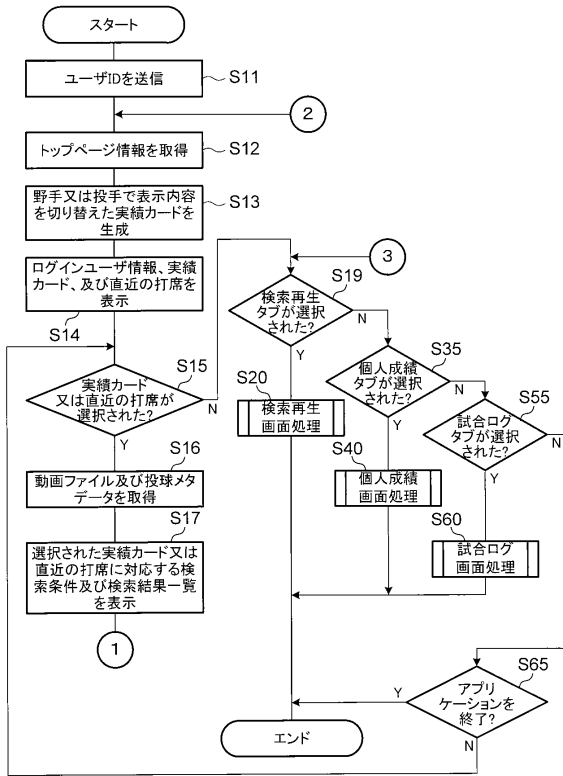 スタート
ユーザIDを送信
S11
2
トップページ情報を取得
S12
野手又は投手で表示内容
を切り替えた実績カードを
生成
S13
ログインユーザ情報、実績
カード、及び直近の打席を
表示
S14
実績カード
又は直近の打席が
選択された?
S15
N
Y
動画ファイル及び投球メタ
データを取得
S16
選択された実績カード又は
直近の打席に対応する検
索条件及び検索結果一覧
を表示
S17
1
3
検索再生
タブが選択
された?
S19
N
Y
検索再生
画面処理
S20
個人成績
タブが選択
された?
S35
N
Y
個人成績
画面処理
S40
試合ログ
タブが選択
された?
S55
N
Y
試合ログ
画面処理
S60
アプリ
ケーションを
終了?
S65
Y
N
エンド